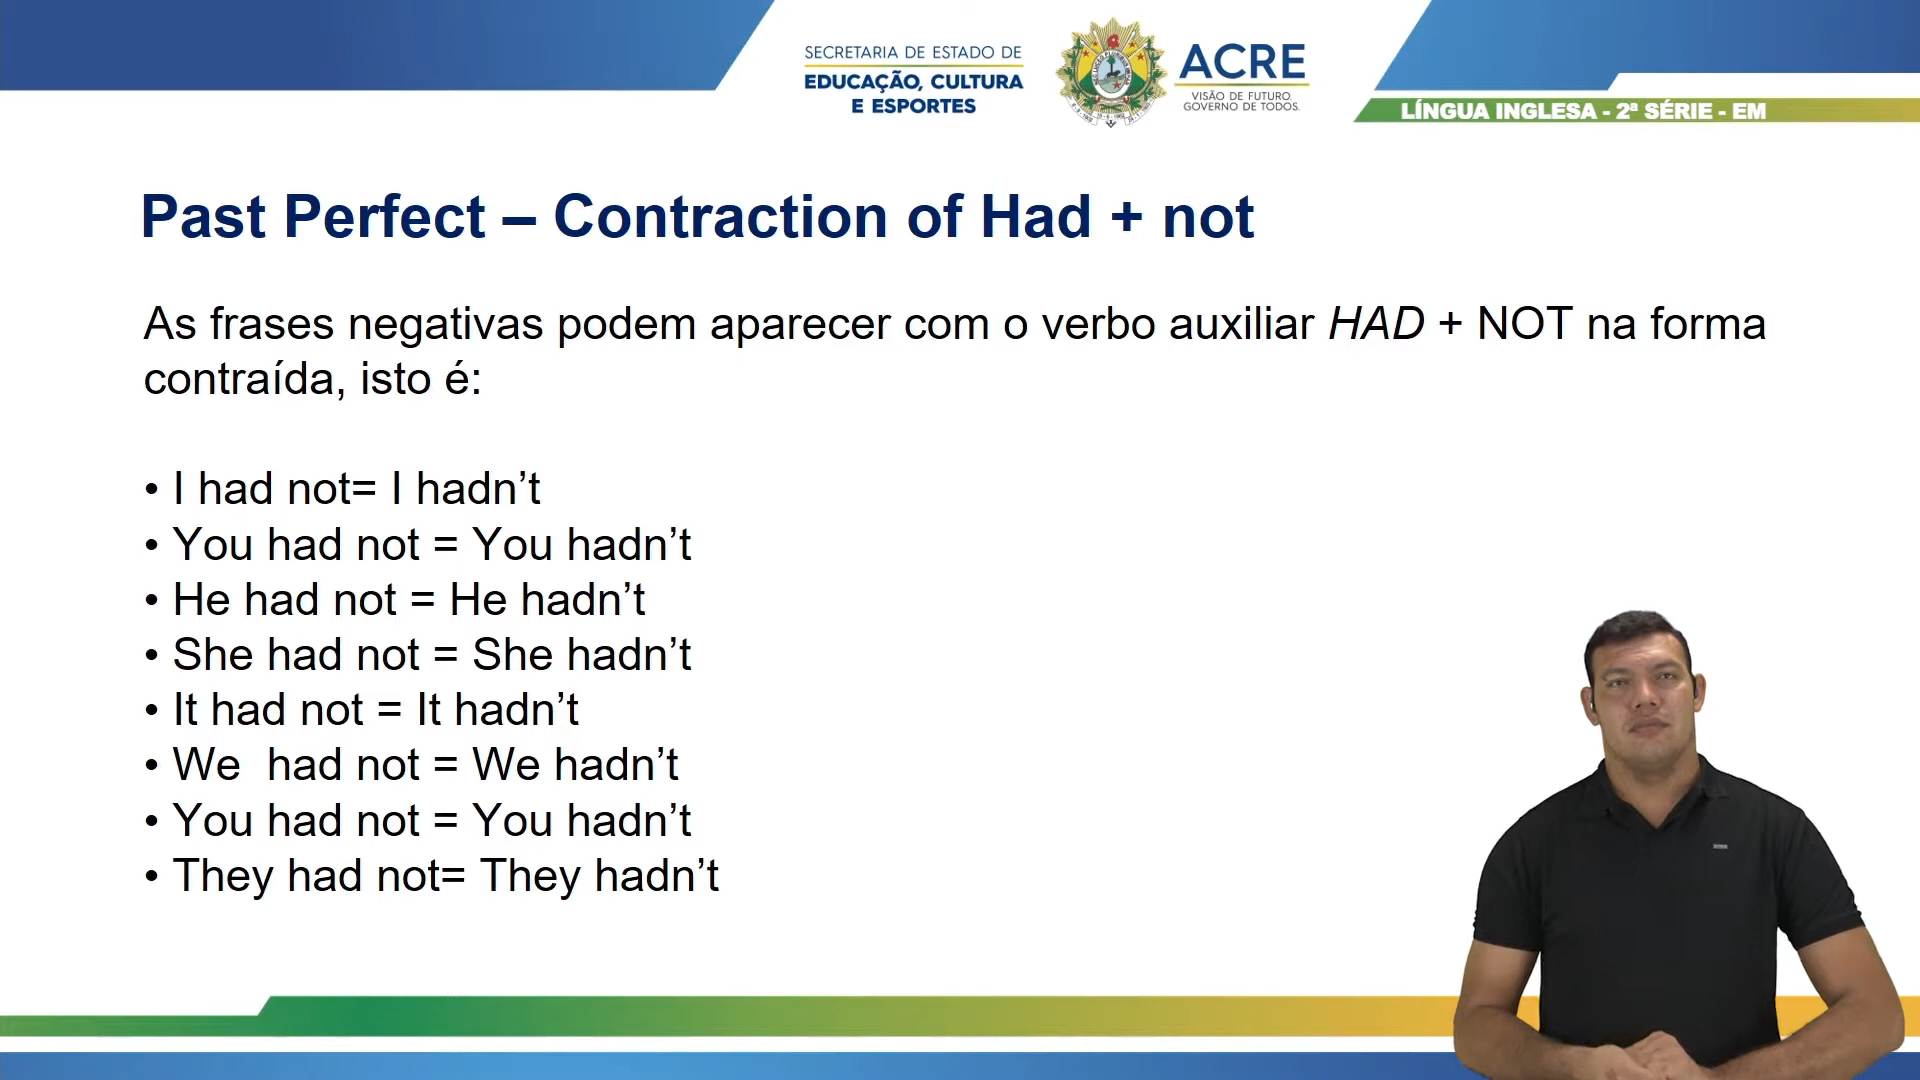 SECRETARIA DE ESTADO DE
EDUCAÇÃO, CULTURA
E ESPORTES
ACRE
VISÃO DE FUTURO.
GOVERNO DE TODOS.
LÍNGUA INGLESA - 2ª SÉRIE - EM
Past Perfect – Contraction of Had + not
As frases negativas podem aparecer com o verbo auxiliar HAD + NOT na forma
contraída, isto é:
• I had not= I hadn’t
• You had not = You hadn’t
• He had not = He hadn’t
• She had not = She hadn’t
• It had not = It hadn’t
• We  had not = We hadn’t
• You had not = You hadn’t
• They had not= They hadn’t